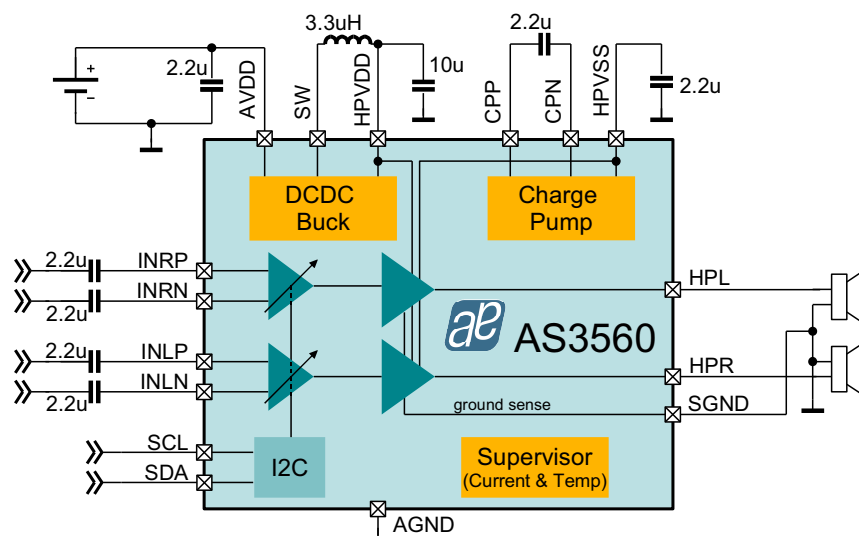 3.3uH
2.2u
2.2u
AVDD
SW
HPVDD
10u
CPP
CPN
HPVSS
2.2u
+
−
DCDC
Buck
Charge
Pump
2.2u
INRP
INRN
2.2u
HPL
ae AS3560
2.2u
INLP
INLN
2.2u
HPR
ground sense
SGND
SCL
SDA
I2C
Supervisor
(Current & Temp)
AGND